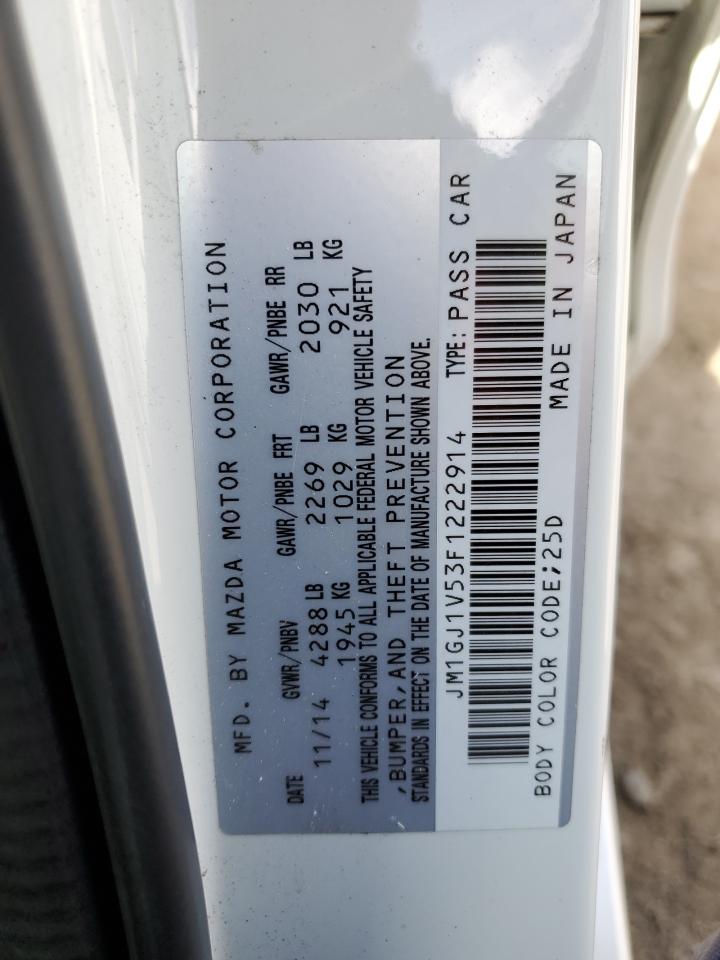 MFD. BY MAZDA MOTOR CORPORATION
DATE GVWR/PNBV GAWR/PNBE FRT GAWR/PNBE RR
11/14 4288 LB 2269 LB 2030 LB
1945 KG 1029 KG 921 KG
THIS VEHICLE CONFORMS TO ALL APPLICABLE FEDERAL MOTOR VEHICLE SAFETY
,BUMPER,AND THEFT PREVENTION
STANDARDS IN EFFECT ON THE DATE OF MANUFACTURE SHOWN ABOVE.
JM1GJ1V53F1222914 TYPE: PASS CAR
BODY COLOR CODE;25D MADE IN JAPAN